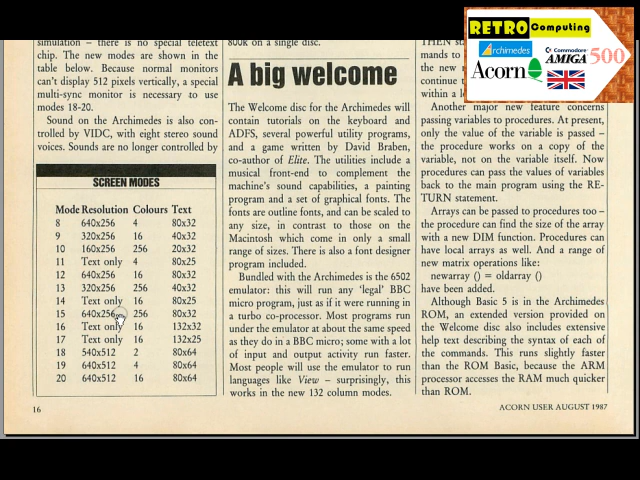 simulation – there is no special teletext
chip. The new modes are shown in the
table below. Because normal monitors
can't display 512 pixels vertically, a special
multi-sync monitor is necessary to use
modes 18-20.
Sound on the Archimedes is also con-
trolled by VIDC, with eight stereo sound
voices. Sounds are no longer controlled by
SCREEN MODES
Mode Resolution Colours Text
8 640x256 4 80x32
9 320x256 16 40x32
10 160x256 256 20x32
11 Text only 4 80x25
12 640x256 16 80x32
13 320x256 256 40x32
14 Text only 16 80x25
15 640x256 256 80x32
16 Text only 16 132x32
17 Text only 16 132x25
18 540x512 2 80x64
19 640x512 4 80x64
20 640x512 16 80x64
16
800k on a single disc.
A big welcome
The Welcome disc for the Archimedes will
contain tutorials on the keyboard and
ADFS, several powerful utility programs,
and a game written by David Braben,
co-author of Elite. The utilities include a
musical front-end to complement the
machine's sound capabilities, a painting
program and a set of graphical fonts. The
fonts are outline fonts, and can be scaled to
any size, in contrast to those on the
Macintosh which come in only a small
range of sizes. There is also a font designer
program included.
Bundled with the Archimedes is the 6502
emulator: this will run any 'legal' BBC
micro program, just as if it were running in
a turbo co-processor. Most programs run
under the emulator at about the same speed
as they do in a BBC micro; some with a lot
of input and output activity run faster.
Most people will use the emulator to run
languages like View – surprisingly, this
works in the new 132 column modes.
THEN
mands to
the new
continue
within a
Another major new feature concerns
passing variables to procedures. At present,
only the value of the variable is passed –
the procedure works on a copy of the
variable, not on the variable itself. Now
procedures can pass the values of variables
back to the main program using the RE-
TURN statement.
Arrays can be passed to procedures too –
the procedure can find the size of the array
with a new DIM function. Procedures can
have local arrays as well. And a range of
new matrix operations like:
newarray () = oldarray ()
have been added.
Although Basic 5 is in the Archimedes
ROM, an extended version provided on
the Welcome disc also includes extensive
help text describing the syntax of each of
the commands. This runs slightly faster
than the ROM Basic, because the ARM
processor accesses the RAM much quicker
than ROM.
ACORN USER AUGUST 1987
RETRO Computing
Archimedes
Commodore
AMIGA 500
Acorn